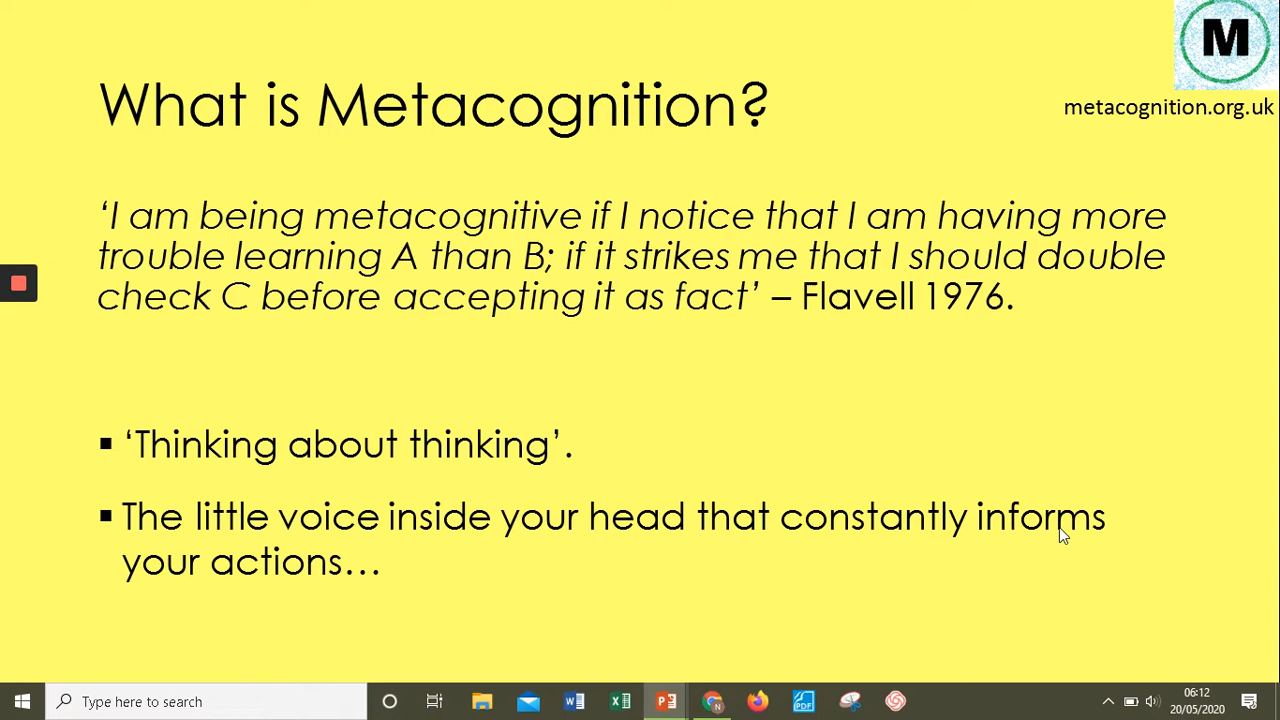 M
metacognition.org.uk
What is Metacognition?
‘I am being metacognitive if I notice that I am having more
trouble learning A than B; if it strikes me that I should double
check C before accepting it as fact’ – Flavell 1976.
▪ ‘Thinking about thinking’.
▪ The little voice inside your head that constantly informs
your actions…
Type here to search
06:12
20/05/2020